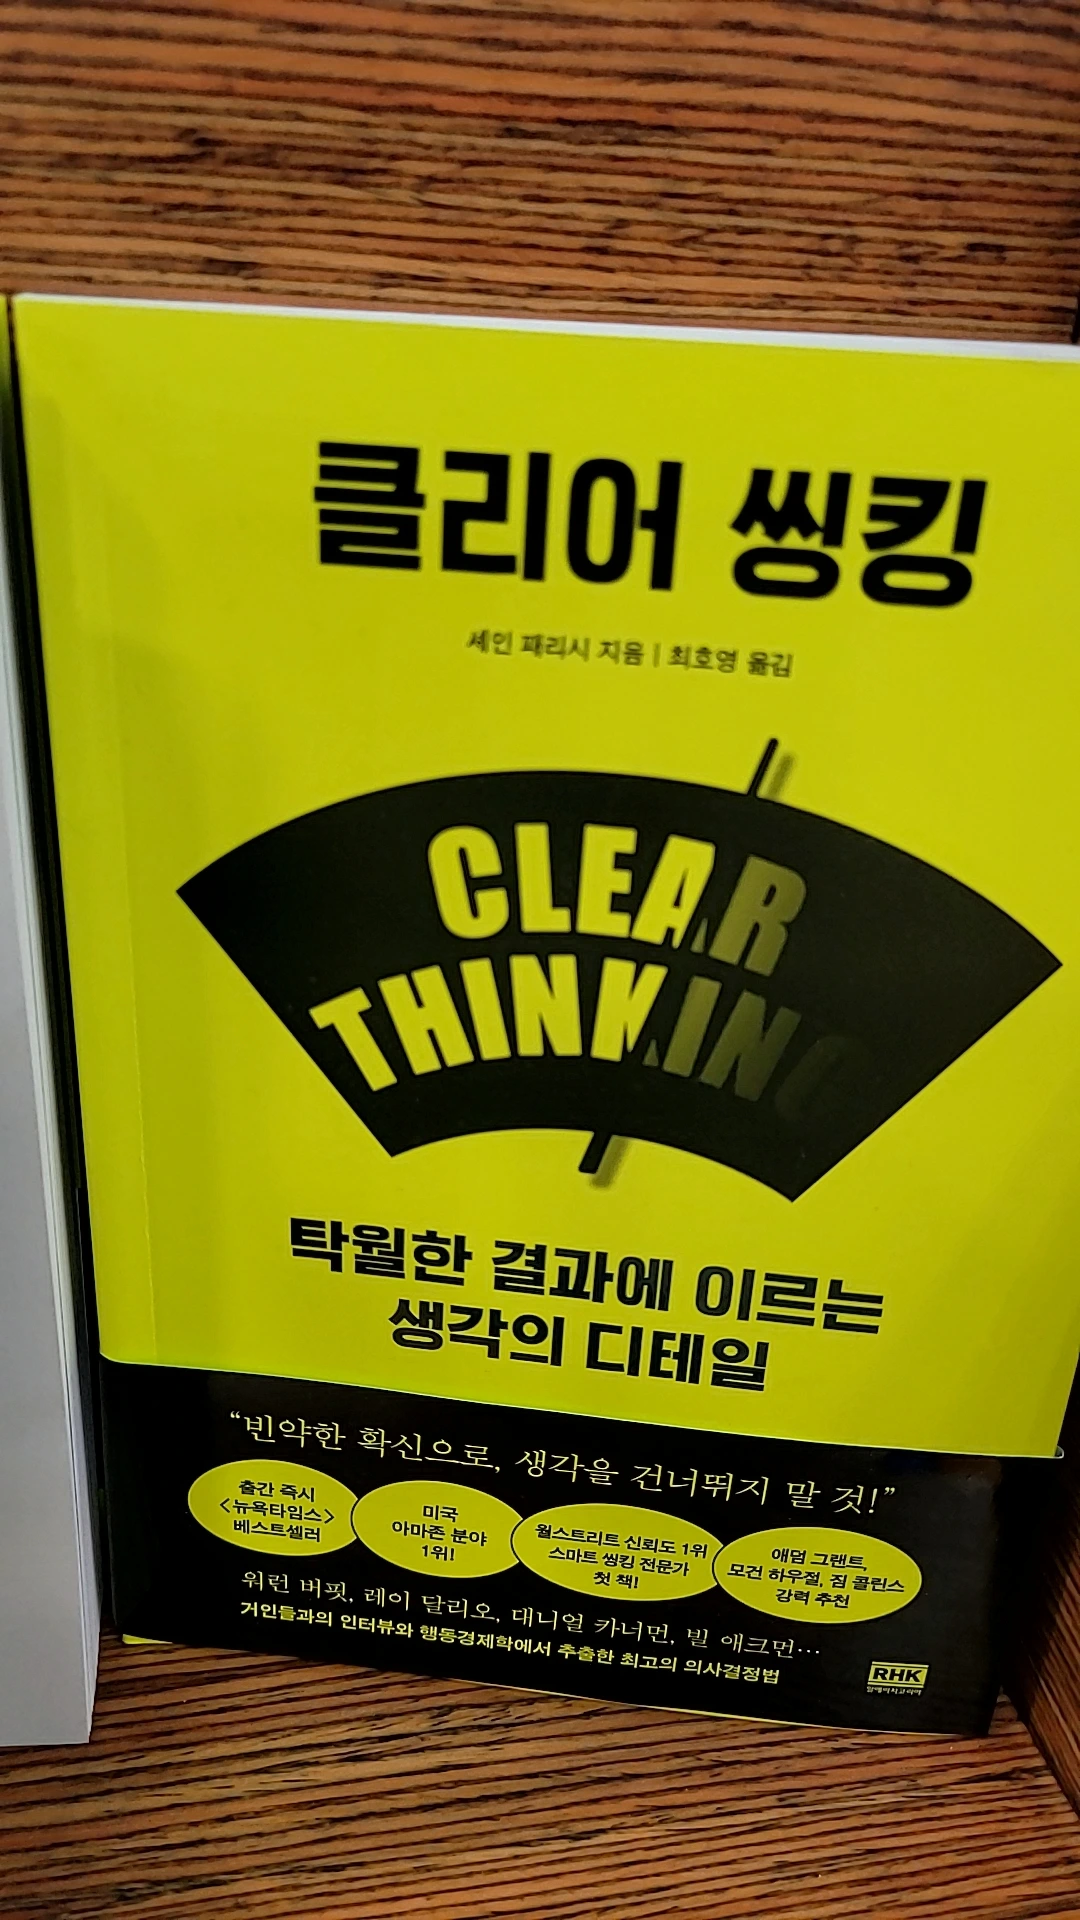 클리어 씽킹
셰인 패리시 지음 | 최호영 옮김
CLEAR
THINKING
탁월한 결과에 이르는
생각의 디테일
“빈약한 확신으로, 생각을 건너뛰지 말 것!”
출간 즉시
<뉴욕타임스>
베스트셀러
미국
아마존 분야
1위!
월스트리트 신뢰도 1위
스마트 씽킹 전문가
첫 책!
애덤 그랜트,
모건 하우절, 짐 콜린스
강력 추천
워런 버핏, 레이 달리오, 대니얼 카너먼, 빌 애크먼…
거인들과의 인터뷰와 행동경제학에서 추출한 최고의 의사결정법
RHK
알에이치코리아